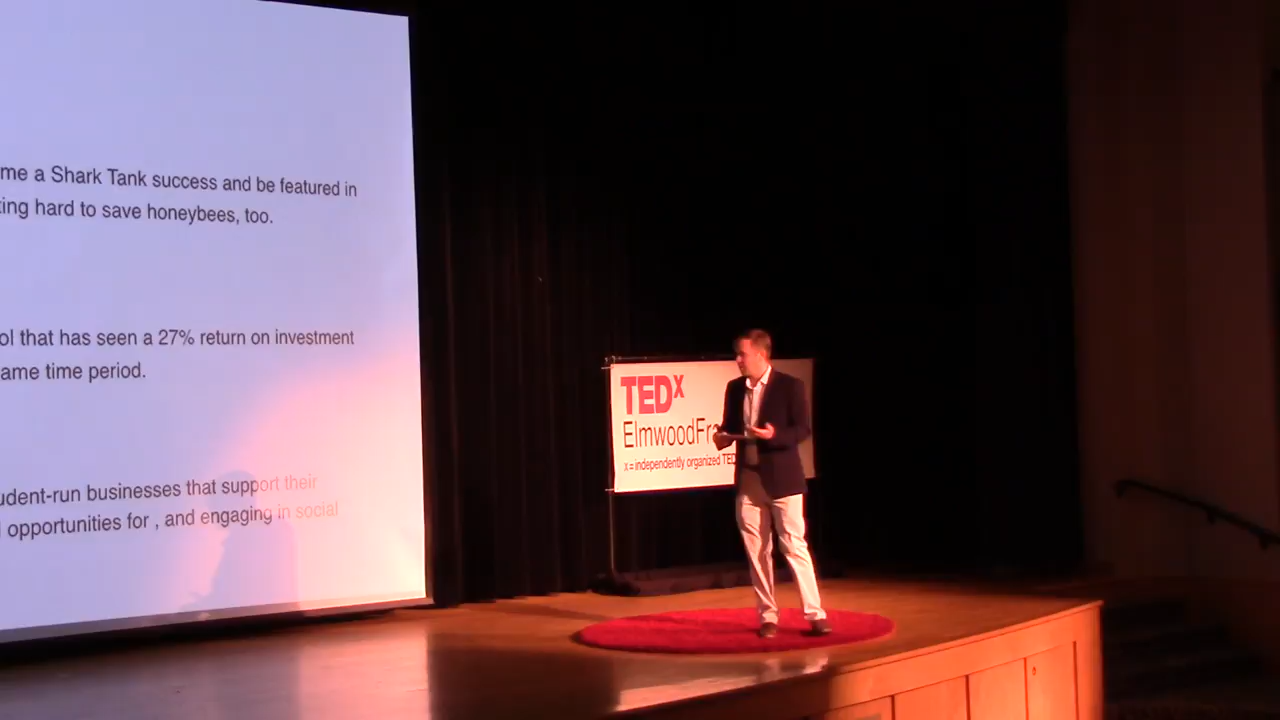 me a Shark Tank success and be featured in
ting hard to save honeybees, too.
ol that has seen a 27% return on investment
ame time period.
udent-run businesses that support their
opportunities for , and engaging in social
TEDx
ElmwoodFra
x = independently organized TED